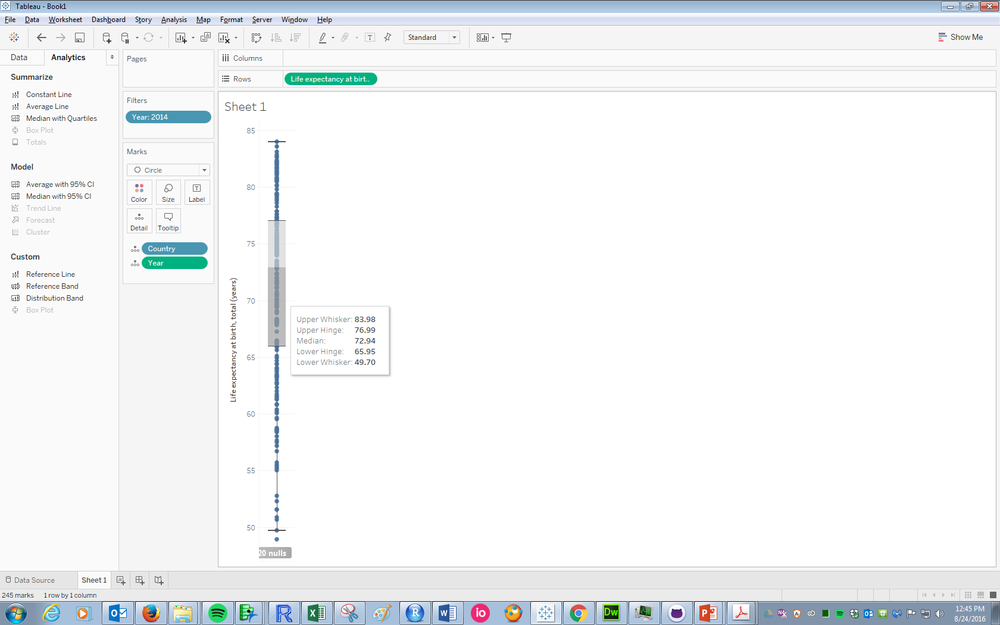 Tableau - Book1
File Data Worksheet Dashboard Story Analysis Map Format Server Window Help
Standard
Show Me
Data
Analytics
Summarize
Constant Line
Average Line
Median with Quartiles
Box Plot
Totals
Model
Average with 95% CI
Median with 95% CI
Trend Line
Forecast
Cluster
Custom
Reference Line
Reference Band
Distribution Band
Box Plot
Pages
Filters
Year: 2014
Marks
Circle
Color
Size
Label
Detail
Tooltip
Country
Year
Columns
Rows
Life expectancy at birt..
Sheet 1
Life expectancy at birth, total (years)
85
80
75
70
65
60
55
50
Upper Whisker: 83.98
Upper Hinge: 76.99
Median: 72.94
Lower Hinge: 65.95
Lower Whisker: 49.70
20 nulls
Data Source
Sheet 1
245 marks 1 row by 1 column
X
R
W
io
Dw
P
12:45 PM
8/24/2016